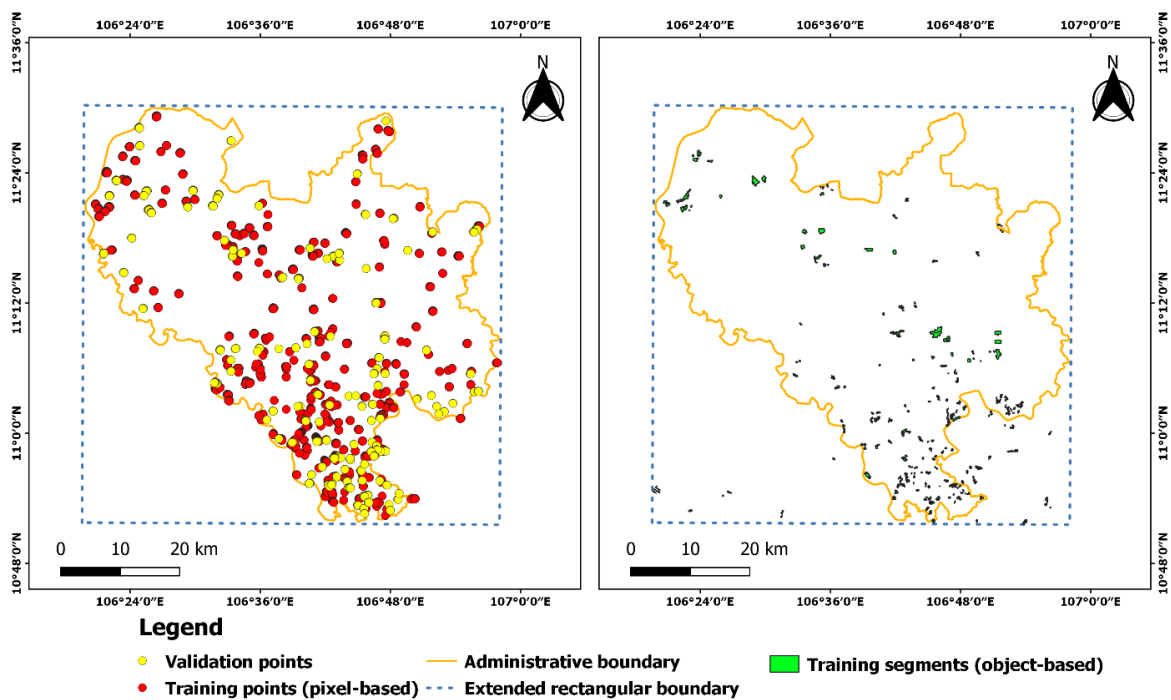 106°24′0″E 106°36′0″E 106°48′0″E 107°0′0″E
106°24′0″E 106°36′0″E 106°48′0″E 107°0′0″E
11°36′0″N
11°24′0″N
11°12′0″N
11°0′0″N
10°48′0″N
N
N
11°36′0″N
11°24′0″N
11°12′0″N
11°0′0″N
10°48′0″N
0 10 20 km
0 10 20 km
106°24′0″E 106°36′0″E 106°48′0″E 107°0′0″E
106°24′0″E 106°36′0″E 106°48′0″E 107°0′0″E
Legend
Validation points
Administrative boundary
Training segments (object-based)
Training points (pixel-based)
Extended rectangular boundary